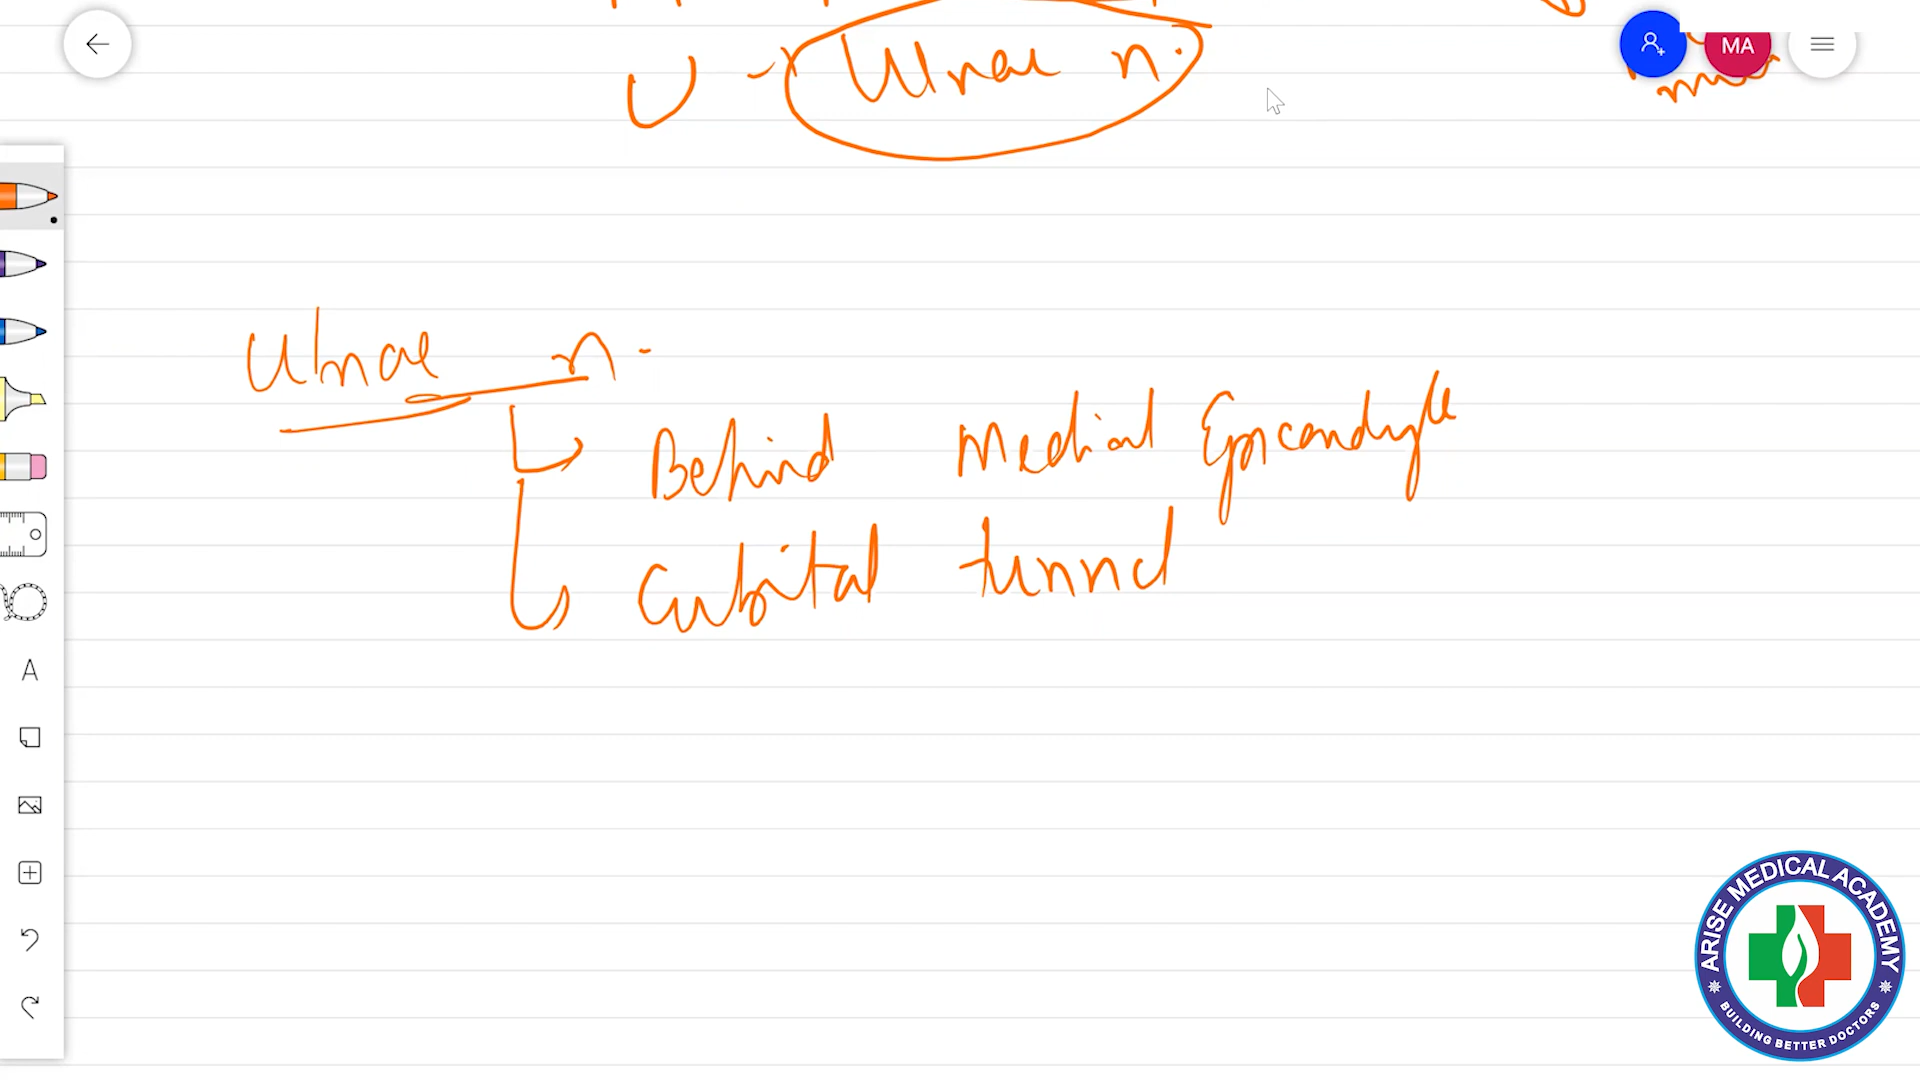 U → Ulnar n.
MA
Ulnar n.
Behind Medial Epicondyle
Cubital tunnel
A
ARISE MEDICAL ACADEMY
BUILDING BETTER DOCTORS